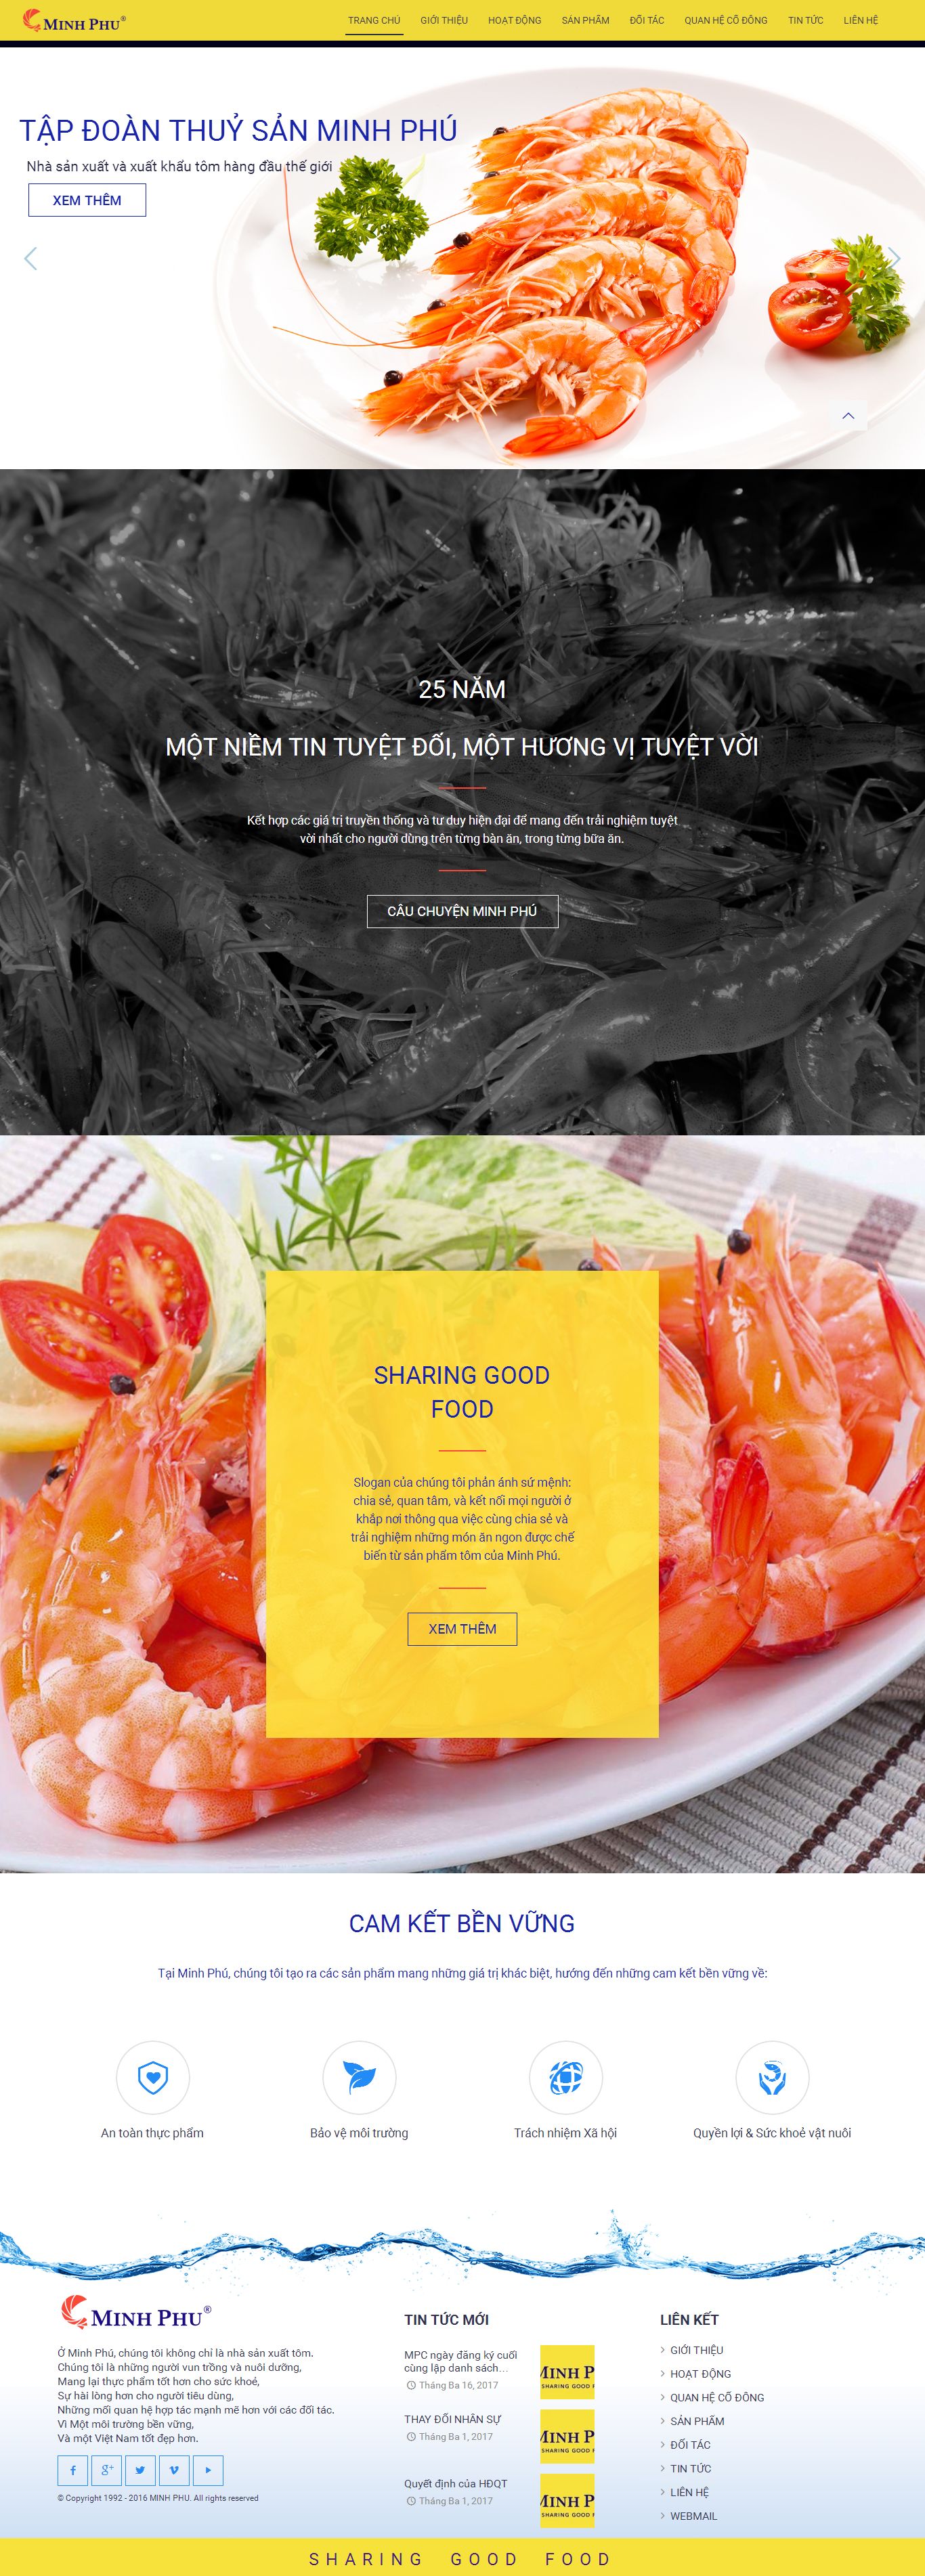 MINH PHU®
TRANG CHỦ
GIỚI THIỆU
HOẠT ĐỘNG
SẢN PHẨM
ĐỐI TÁC
QUAN HỆ CỔ ĐÔNG
TIN TỨC
LIÊN HỆ
TẬP ĐOÀN THUỶ SẢN MINH PHÚ
Nhà sản xuất và xuất khẩu tôm hàng đầu thế giới
XEM THÊM
25 NĂM
MỘT NIỀM TIN TUYỆT ĐỐI, MỘT HƯƠNG VỊ TUYỆT VỜI
Kết hợp các giá trị truyền thống và tư duy hiện đại để mang đến trải nghiệm tuyệt
vời nhất cho người dùng trên từng bàn ăn, trong từng bữa ăn.
CÂU CHUYỆN MINH PHÚ
SHARING GOOD
FOOD
Slogan của chúng tôi phản ánh sứ mệnh:
chia sẻ, quan tâm, và kết nối mọi người ở
khắp nơi thông qua việc cùng chia sẻ và
trải nghiệm những món ăn ngon được chế
biến từ sản phẩm tôm của Minh Phú.
XEM THÊM
CAM KẾT BỀN VỮNG
Tại Minh Phú, chúng tôi tạo ra các sản phẩm mang những giá trị khác biệt, hướng đến những cam kết bền vững về:
An toàn thực phẩm
Bảo vệ môi trường
Trách nhiệm Xã hội
Quyền lợi & Sức khoẻ vật nuôi
MINH PHU®
Ở Minh Phú, chúng tôi không chỉ là nhà sản xuất tôm.
Chúng tôi là những người vun trồng và nuôi dưỡng,
Mang lại thực phẩm tốt hơn cho sức khoẻ,
Sự hài lòng hơn cho người tiêu dùng,
Những mối quan hệ hợp tác mạnh mẽ hơn với các đối tác.
Vì Một môi trường bền vững,
Và một Việt Nam tốt đẹp hơn.
© Copyright 1992 - 2016 MINH PHU. All rights reserved
TIN TỨC MỚI
MPC ngày đăng ký cuối
cùng lập danh sách...
Tháng Ba 16, 2017
MINH P
SHARING GOOD F
THAY ĐỔI NHÂN SỰ
Tháng Ba 1, 2017
MINH P
SHARING GOOD F
Quyết định của HĐQT
Tháng Ba 1, 2017
MINH P
SHARING GOOD F
LIÊN KẾT
GIỚI THIỆU
HOẠT ĐỘNG
QUAN HỆ CỔ ĐÔNG
SẢN PHẨM
ĐỐI TÁC
TIN TỨC
LIÊN HỆ
WEBMAIL
SHARING GOOD FOOD